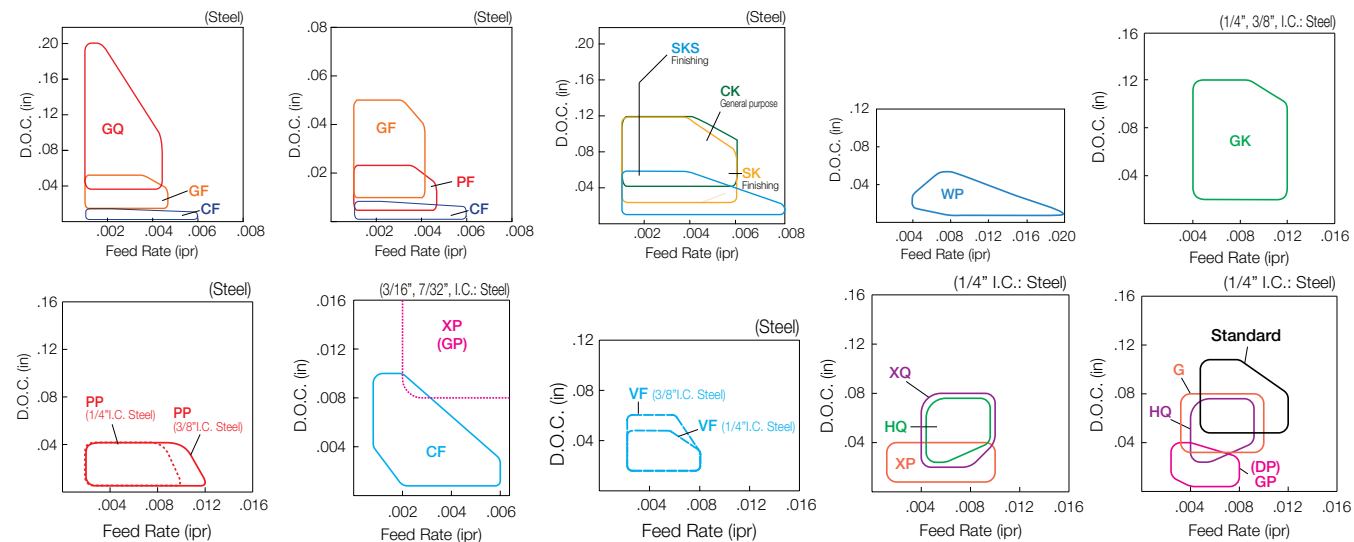 (Steel)
.20
.16
.12
.08
.04
D.O.C. (in)
GQ
GF
CF
.002
.004
.006
.008
Feed Rate (ipr)
(Steel)
.08
.06
.04
.02
D.O.C. (in)
GF
PF
CF
.002
.004
.006
.008
Feed Rate (ipr)
(Steel)
.20
.16
.12
.08
.04
D.O.C. (in)
SKS
Finishing
CK
General purpose
SK
Finishing
.002
.004
.006
.008
Feed Rate (ipr)
.12
.08
.04
D.O.C. (in)
WP
.004
.008
.012
.016
.020
Feed Rate (ipr)
(1/4”, 3/8”, I.C.: Steel)
.16
.12
.08
.04
D.O.C. (in)
GK
.004
.008
.012
.016
Feed Rate (ipr)
(Steel)
.16
.12
.08
.04
D.O.C. (in)
PP
(1/4”I.C. Steel)
PP
(3/8”I.C. Steel)
.004
.008
.012
.016
Feed Rate (ipr)
(3/16”, 7/32”, I.C.: Steel)
.016
.012
.008
.004
D.O.C. (in)
XP
(GP)
CF
.002
.004
.006
Feed Rate (ipr)
(Steel)
.12
.08
.04
D.O.C. (in)
VF (3/8”I.C. Steel)
VF (1/4”I.C. Steel)
.004
.008
.012
.016
Feed Rate (ipr)
(1/4” I.C.: Steel)
.16
.12
.08
.04
D.O.C. (in)
XQ
HQ
XP
.004
.008
.012
.016
Feed Rate (ipr)
(1/4” I.C.: Steel)
.16
.12
.08
.04
D.O.C. (in)
Standard
G
HQ
(DP)
GP
.004
.008
.012
.016
Feed Rate (ipr)